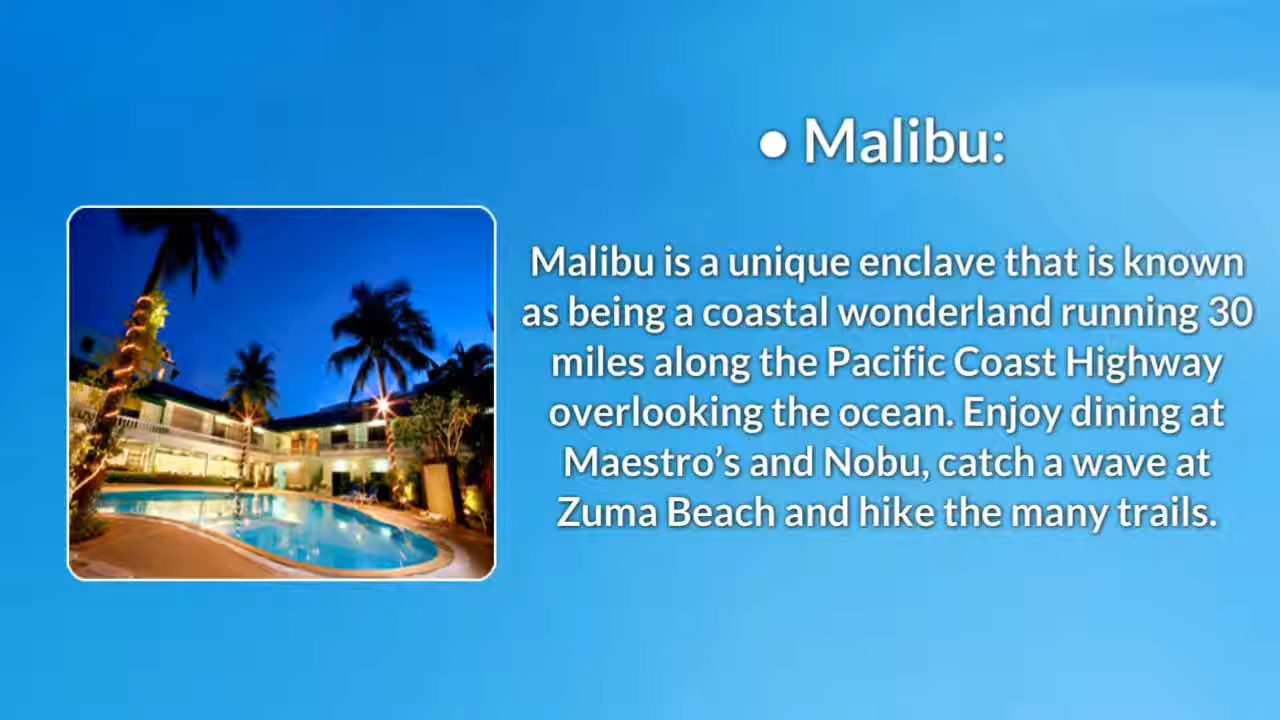 • Malibu:
Malibu is a unique enclave that is known
as being a coastal wonderland running 30
miles along the Pacific Coast Highway
overlooking the ocean. Enjoy dining at
Maestro’s and Nobu, catch a wave at
Zuma Beach and hike the many trails.